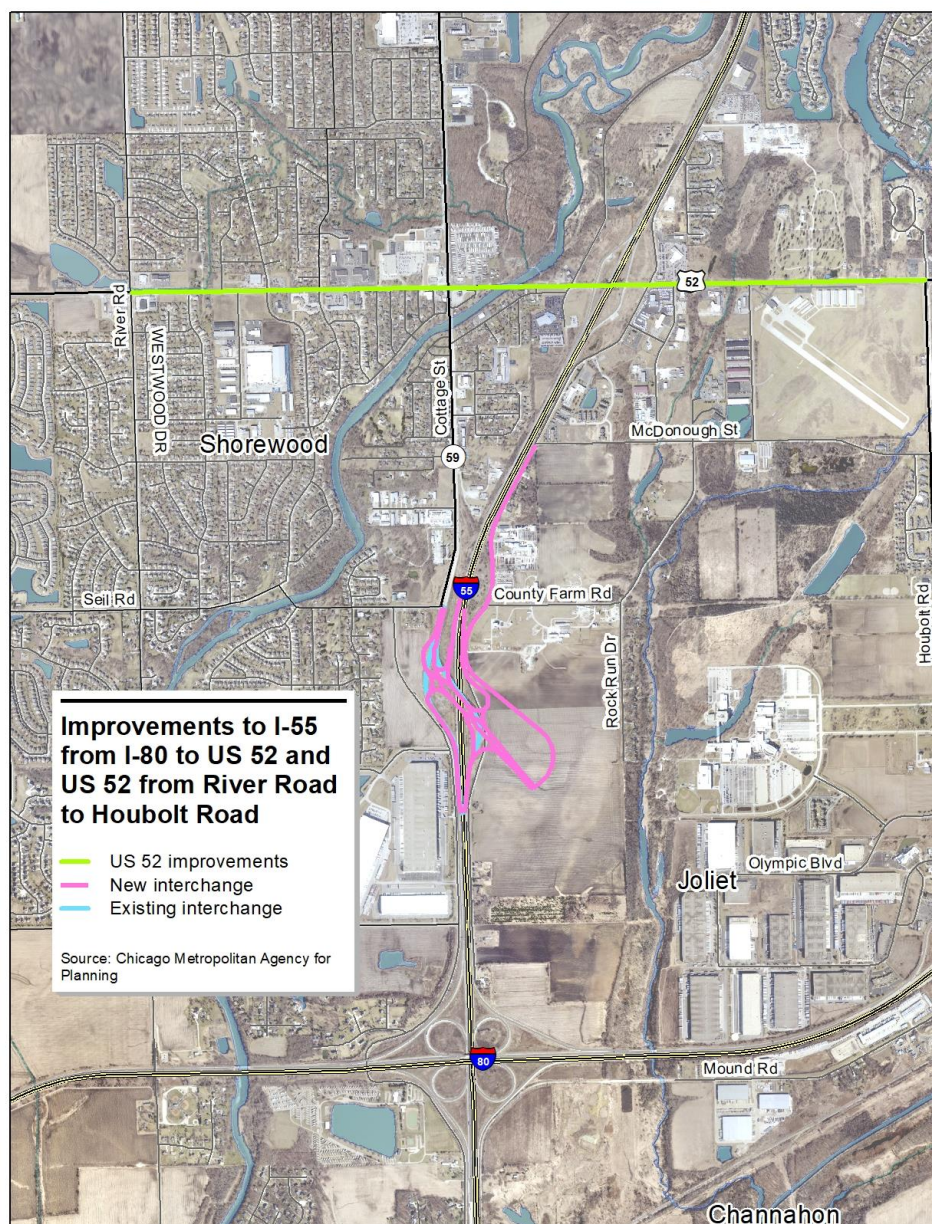 52
River Rd
WESTWOOD DR
Cottage St
Shorewood
McDonough St
59
55
Seil Rd
County Farm Rd
Rock Run Dr
Houbolt Rd
Improvements to I-55
from I-80 to US 52 and
US 52 from River Road
to Houbolt Road
US 52 improvements
New interchange
Existing interchange
Source: Chicago Metropolitan Agency for
Planning
Olympic Blvd
Joliet
80
Mound Rd
Channahon